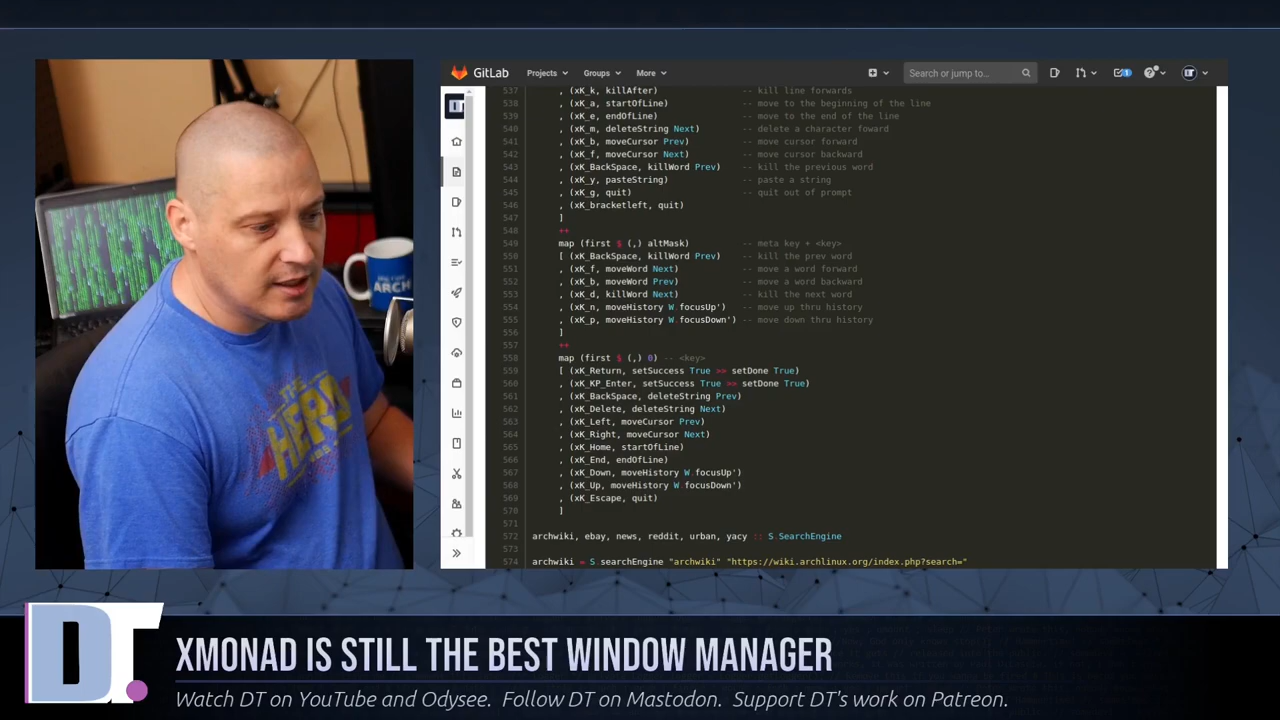 THE
HERO
ARCH
GitLab
Projects Groups More
Search or jump to...
1
DT
537 , (xK_k, killAfter) -- kill line forwards
538 , (xK_a, startOfLine) -- move to the beginning of the line
539 , (xK_e, endOfLine) -- move to the end of the line
540 , (xK_m, deleteString Next) -- delete a character foward
541 , (xK_b, moveCursor Prev) -- move cursor forward
542 , (xK_f, moveCursor Next) -- move cursor backward
543 , (xK_BackSpace, killWord Prev) -- kill the previous word
544 , (xK_y, pasteString) -- paste a string
545 , (xK_g, quit) -- quit out of prompt
546 , (xK_bracketleft, quit)
547 ]
548 ++
549 map (first $ (,) altMask) -- meta key + <key>
550 [ (xK_BackSpace, killWord Prev) -- kill the prev word
551 , (xK_f, moveWord Next) -- move a word forward
552 , (xK_b, moveWord Prev) -- move a word backward
553 , (xK_d, killWord Next) -- kill the next word
554 , (xK_n, moveHistory W.focusUp') -- move up thru history
555 , (xK_p, moveHistory W.focusDown') -- move down thru history
556 ]
557 ++
558 map (first $ (,) 0) -- <key>
559 [ (xK_Return, setSuccess True >> setDone True)
560 , (xK_KP_Enter, setSuccess True >> setDone True)
561 , (xK_BackSpace, deleteString Prev)
562 , (xK_Delete, deleteString Next)
563 , (xK_Left, moveCursor Prev)
564 , (xK_Right, moveCursor Next)
565 , (xK_Home, startOfLine)
566 , (xK_End, endOfLine)
567 , (xK_Down, moveHistory W.focusUp')
568 , (xK_Up, moveHistory W.focusDown')
569 , (xK_Escape, quit)
570 ]
571
572 archwiki, ebay, news, reddit, urban, yacy :: S.SearchEngine
573
574 archwiki = S.searchEngine "archwiki" "https://wiki.archlinux.org/index.php?search="
DT.
XMONAD IS STILL THE BEST WINDOW MANAGER
Watch DT on YouTube and Odysee. Follow DT on Mastodon. Support DT's work on Patreon.